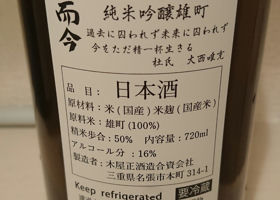 而今
純米吟醸雄町
過去に囚われず未来に囚われず
今をただ精一杯生きる
杜氏 大西唯克
品目：日本酒
原材料：米(国産) 米麹(国産米)
原料米：雄町(100%)
精米歩合：50% 内容量：720ml
アルコール分：16%
製造者：木屋正酒造合資会社
三重県名張市本町 314-1
Keep refrigerated
要冷蔵